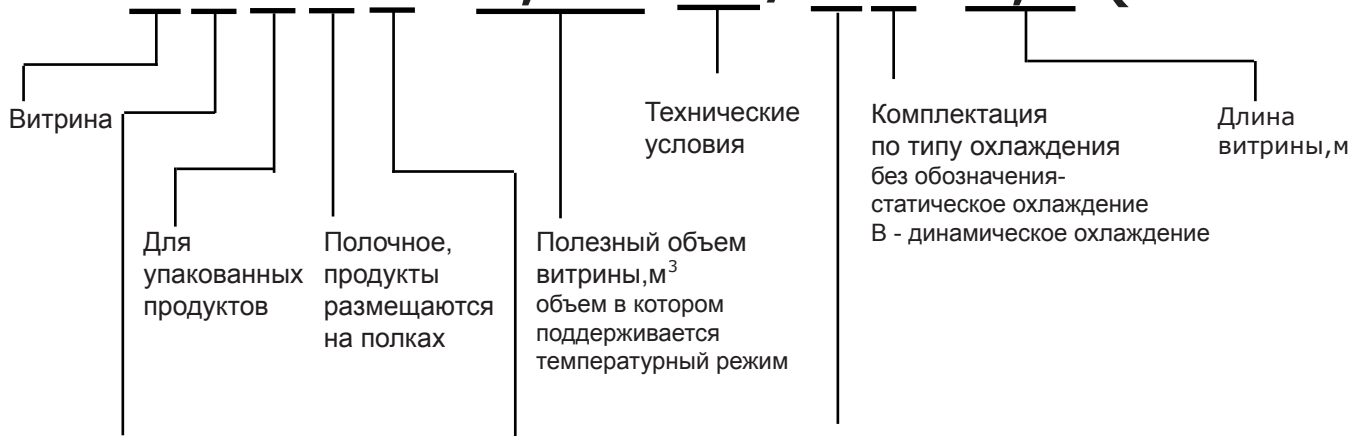 Витрина
Технические
условия
Комплектация
по типу охлаждения
без обозначения-
статическое охлаждение
В - динамическое охлаждение
Длина
витрины,м
Для
упакованных
продуктов
Полочное,
продукты
размещаются
на полках
Полезный объем
витрины,м³
объем в котором
поддерживается
температурный режим